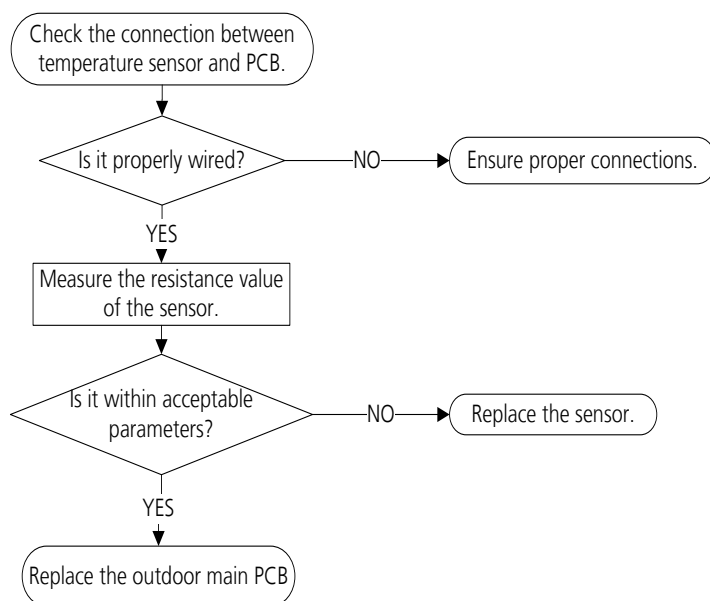 Check the connection between
temperature sensor and PCB.
Is it properly wired?
NO
Ensure proper connections.
YES
Measure the resistance value
of the sensor.
Is it within acceptable
parameters?
NO
Replace the sensor.
YES
Replace the outdoor main PCB